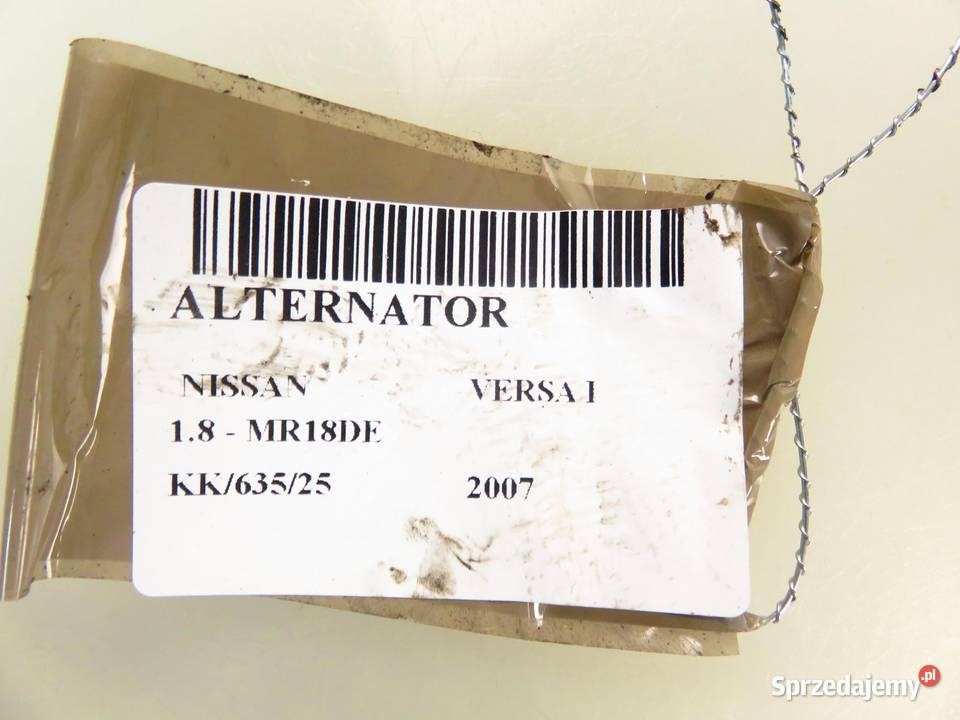 ALTERNATOR
NISSAN VERSA I
1.8 - MR18DE
KK/635/25 2007
Sprzedajemy.pl